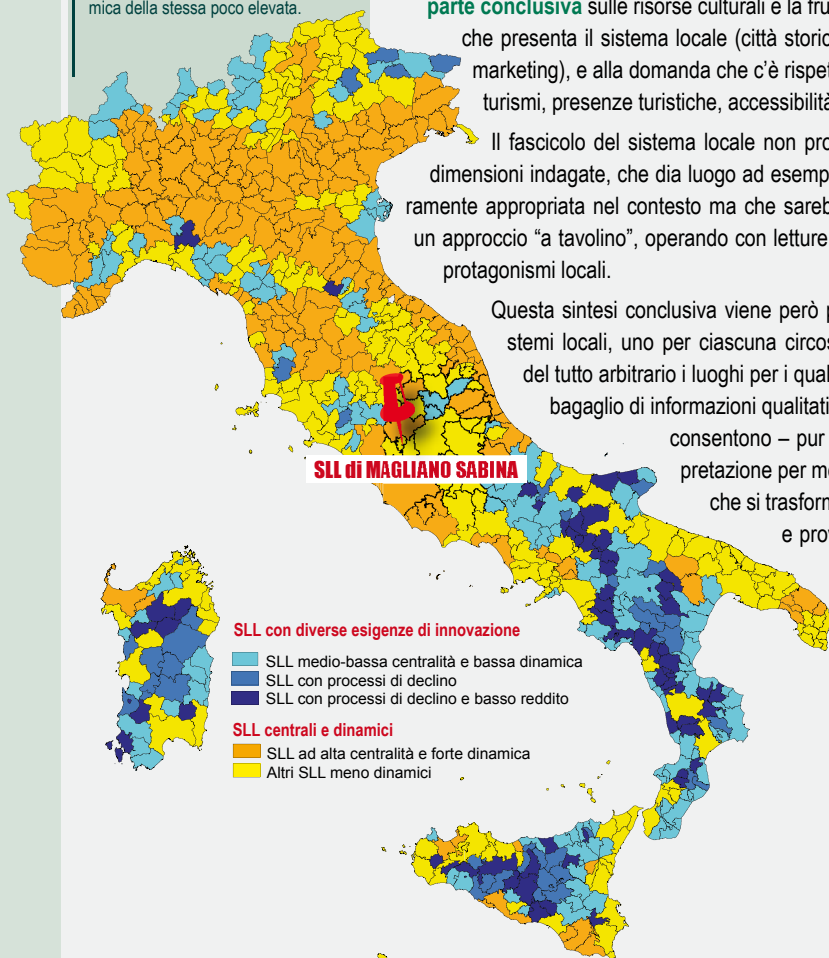 mica della stessa poco elevata.
parte conclusiva sulle risorse culturali e la fru
che presenta il sistema locale (città storic
marketing), e alla domanda che c'è rispet
turismi, presenze turistiche, accessibilità
Il fascicolo del sistema locale non pro
dimensioni indagate, che dia luogo ad esemp
ramente appropriata nel contesto ma che sareb
un approccio “a tavolino”, operando con letture
protagonismi locali.
Questa sintesi conclusiva viene però p
stemi locali, uno per ciascuna circos
del tutto arbitrario i luoghi per i qual
bagaglio di informazioni qualitati
consentono – pur
pretazione per me
che si trasforn
e prov
SLL di MAGLIANO SABINA
SLL con diverse esigenze di innovazione
SLL medio-bassa centralità e bassa dinamica
SLL con processi di declino
SLL con processi di declino e basso reddito
SLL centrali e dinamici
SLL ad alta centralità e forte dinamica
Altri SLL meno dinamici